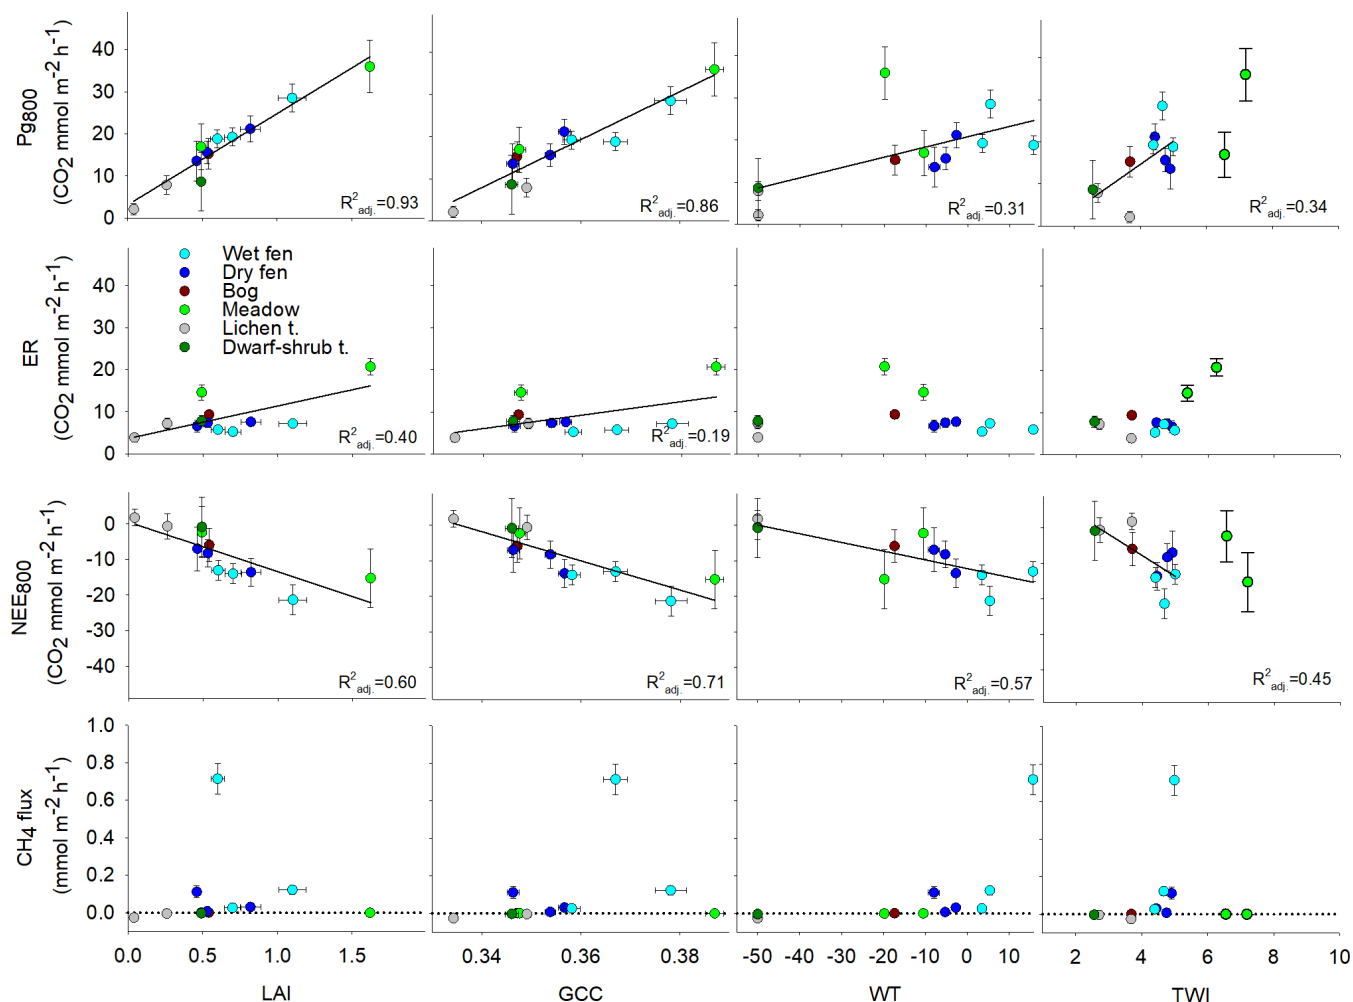 40
30
20
10
0
P9800
(CO2 mmol m-2 h-1)
R2adj.=0.93
R2adj.=0.86
R2adj.=0.31
R2adj.=0.34
40
30
20
10
0
ER
(CO2 mmol m-2 h-1)
Wet fen
Dry fen
Bog
Meadow
Lichen t.
Dwarf-shrub t.
R2adj.=0.40
R2adj.=0.19
10
0
-10
-20
-30
-40
NEE800
(CO2 mmol m-2 h-1)
R2adj.=0.60
R2adj.=0.71
R2adj.=0.57
R2adj.=0.45
1.0
0.8
0.6
0.4
0.2
0.0
CH4 flux
(mmol m-2 h-1)
0.0 0.5 1.0 1.5
0.34 0.36 0.38
-50 -40 -30 -20 -10 0 10
2 4 6 8 10
LAI
GCC
WT
TWI